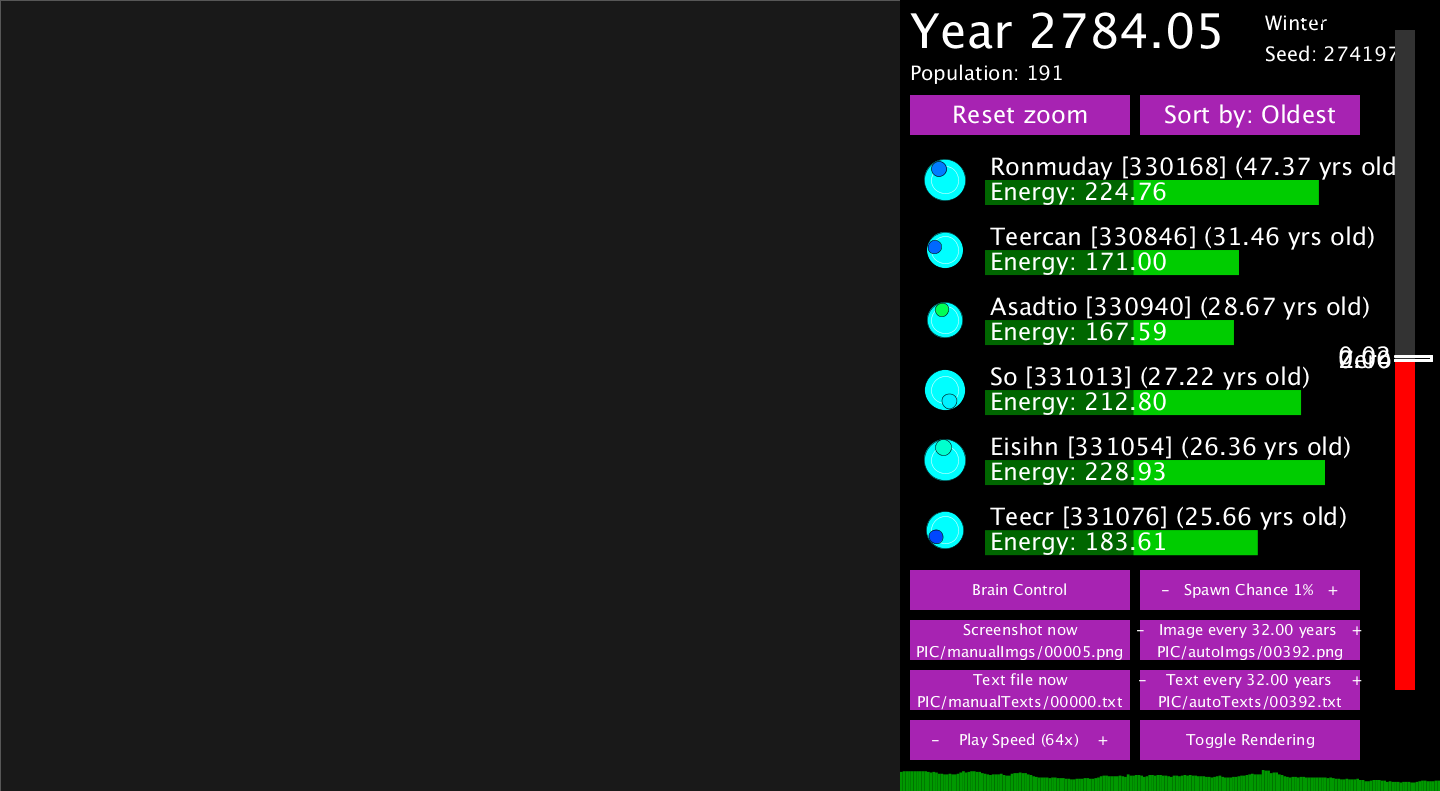 Year 2784.05
Winter
Seed: 274197
Population: 191
Reset zoom
Sort by: Oldest
Ronmuday [330168] (47.37 yrs old
Energy: 224.76
Teercan [330846] (31.46 yrs old)
Energy: 171.00
Asadtio [330940] (28.67 yrs old)
Energy: 167.59
So [331013] (27.22 yrs old)
Energy: 212.80
Eisihn [331054] (26.36 yrs old)
Energy: 228.93
Teecr [331076] (25.66 yrs old)
Energy: 183.61
Brain Control
- Spawn Chance 1% +
Screenshot now
PIC/manualImgs/00005.png
- Image every 32.00 years +
PIC/autoImgs/00392.png
Text file now
PIC/manualTexts/00000.txt
- Text every 32.00 years +
PIC/autoTexts/00392.txt
- Play Speed (64x) +
Toggle Rendering